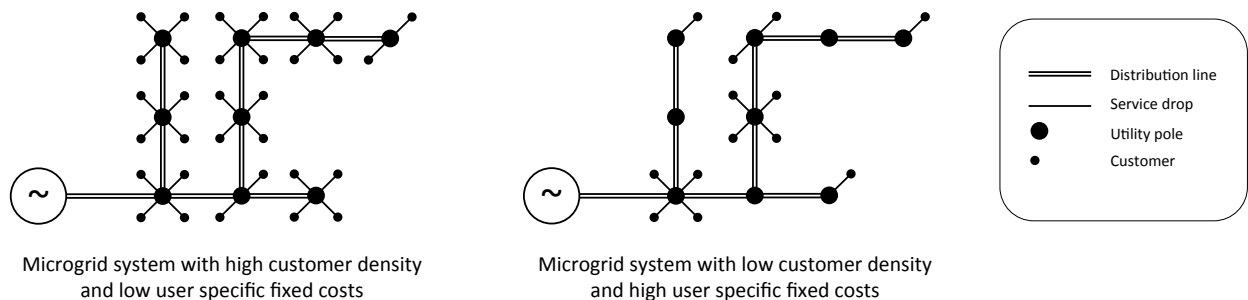 ~
~
Distribution line
Service drop
Utility pole
Customer
Microgrid system with high customer density
and low user specific fixed costs
Microgrid system with low customer density
and high user specific fixed costs